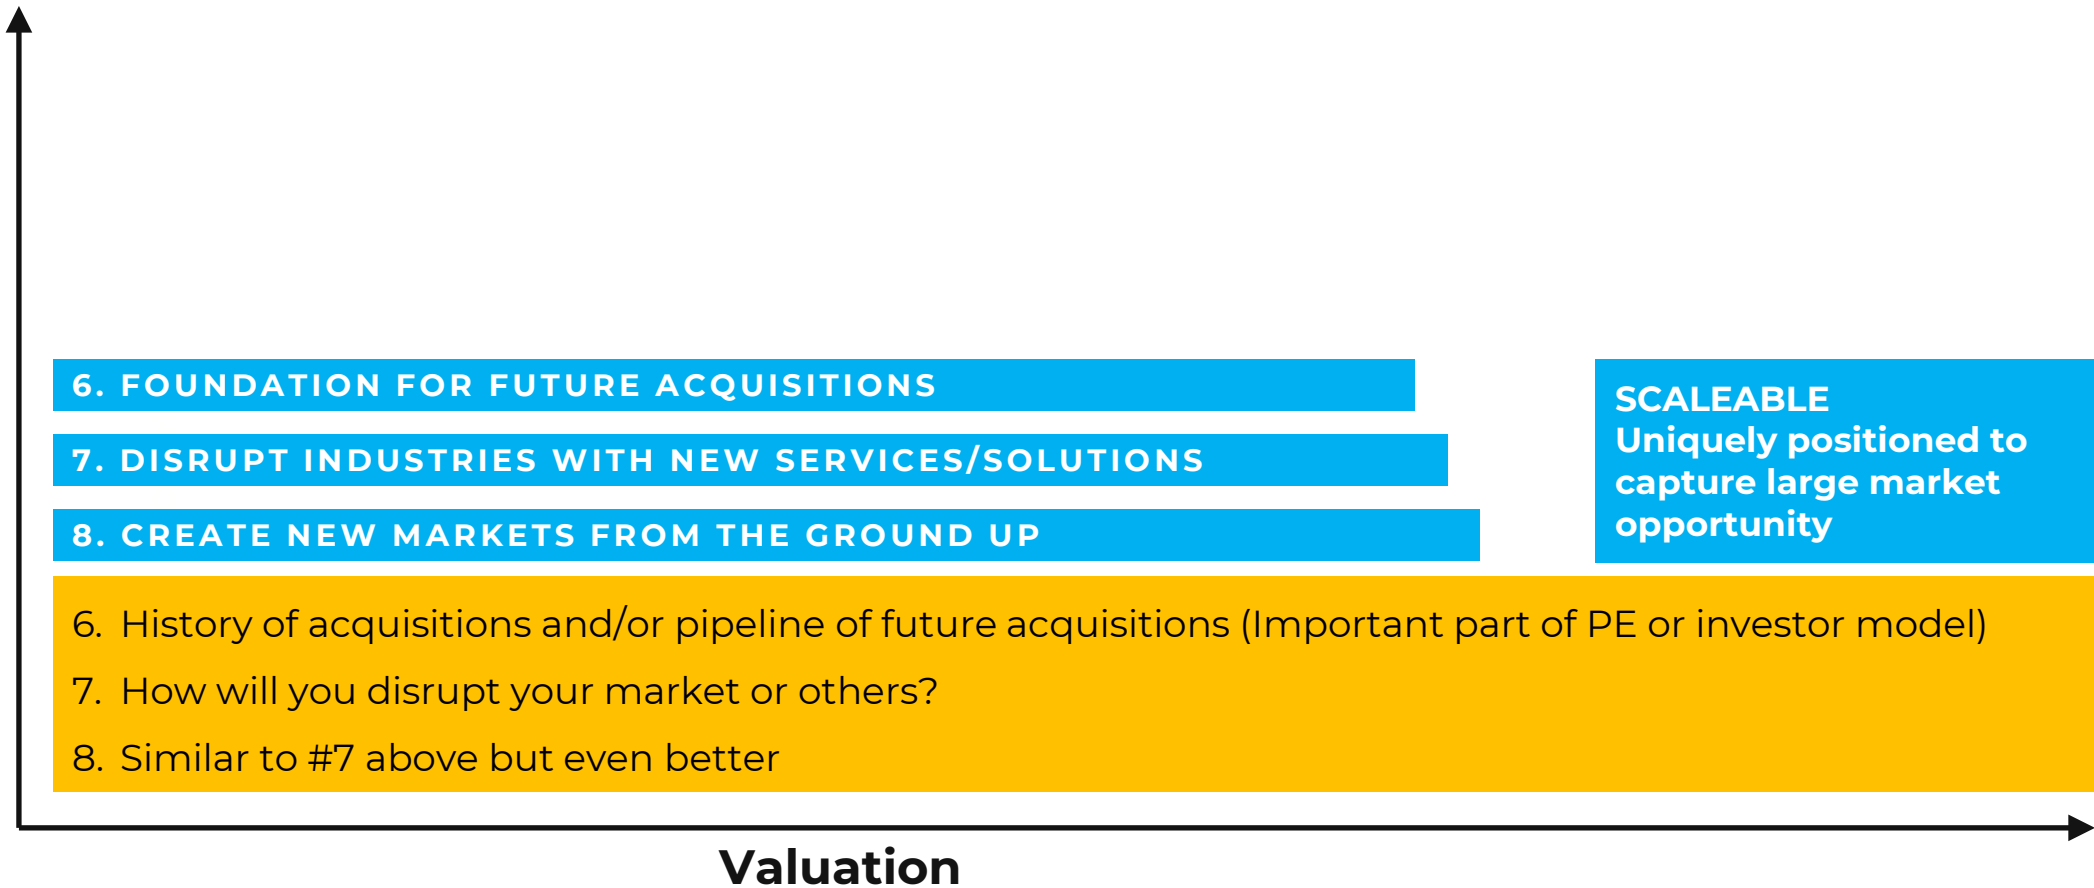 6. FOUNDATION FOR FUTURE ACQUISITIONS
7. DISRUPT INDUSTRIES WITH NEW SERVICES/SOLUTIONS
8. CREATE NEW MARKETS FROM THE GROUND UP
SCALEABLE
Uniquely positioned to
capture large market
opportunity
6. History of acquisitions and/or pipeline of future acquisitions (Important part of PE or investor model)
7. How will you disrupt your market or others?
8. Similar to #7 above but even better
Valuation